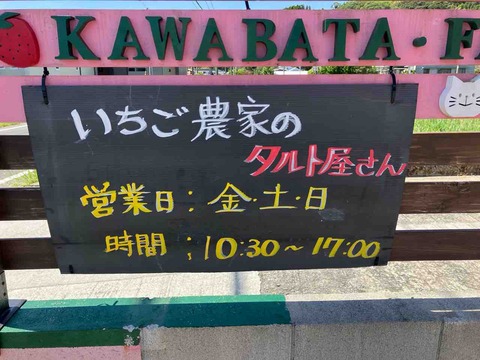 KAWABATA・F
いちご農家の
タルト屋さん
営業日:金・土・日
時間:10:30～17:00